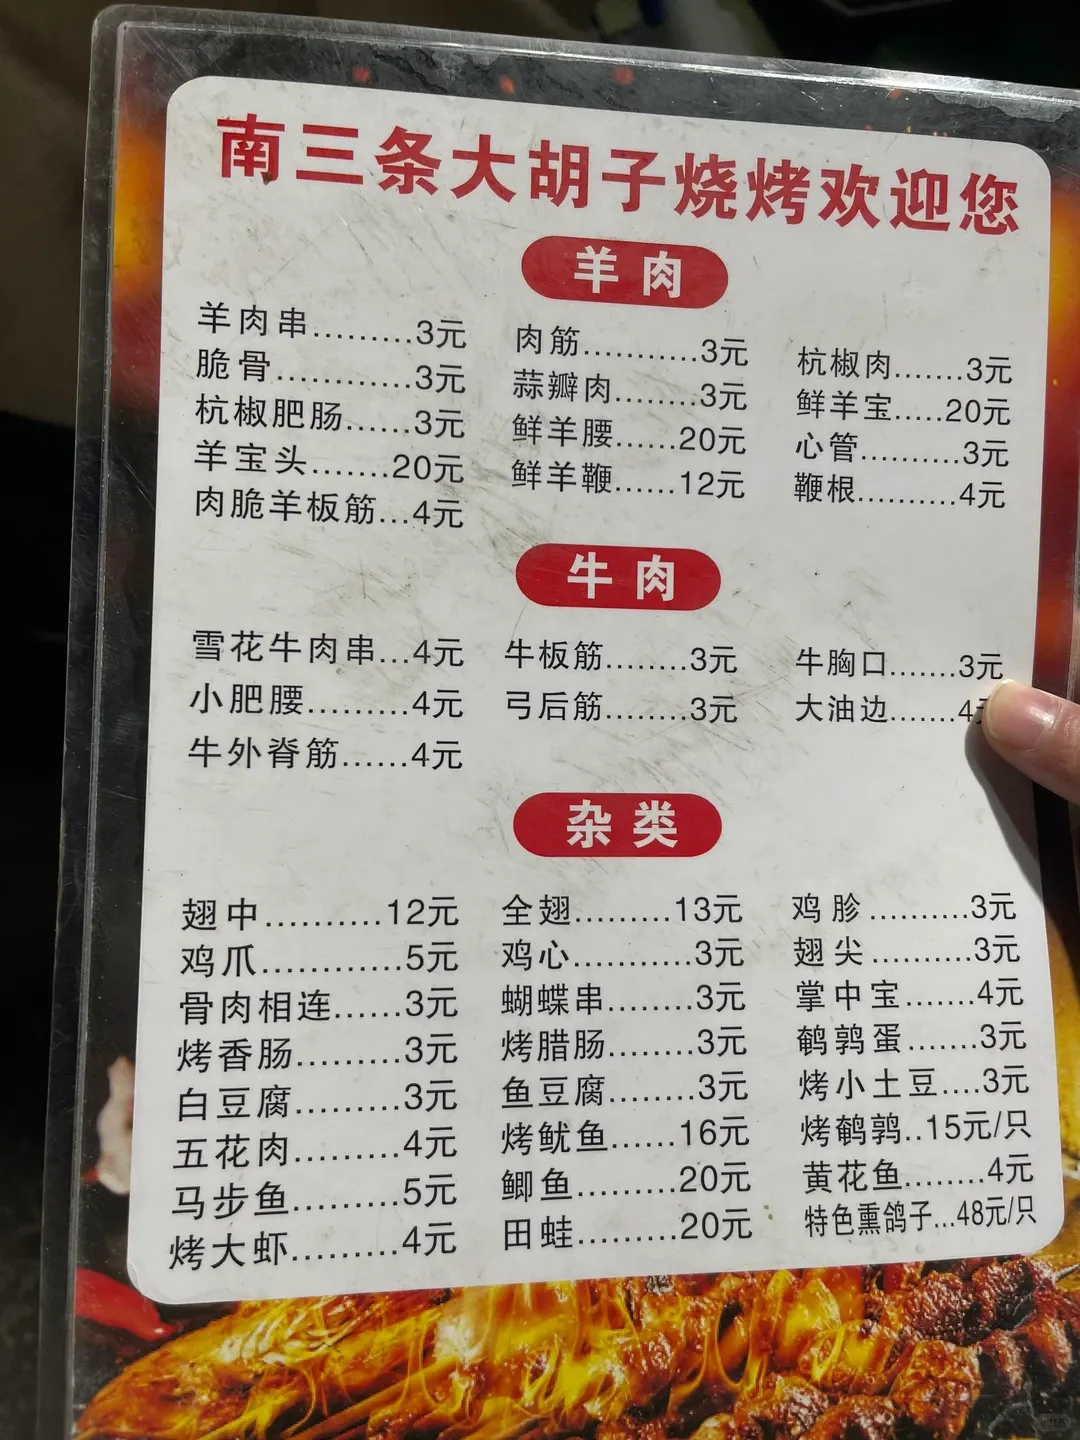 南三条大胡子烧烤欢迎您
羊肉
羊肉串.........3元 肉筋...........3元 杭椒肉.......3元
脆骨............3元 蒜瓣肉........3元 鲜羊宝.....20元
杭椒肥肠......3元 鲜羊腰......20元 心管..........3元
羊宝头.......20元 鲜羊鞭......12元 鞭根..........4元
肉脆羊板筋...4元
牛肉
雪花牛肉串...4元 牛板筋........3元 牛胸口.......3元
小肥腰.........4元 弓后筋........3元 大油边.......4元
牛外脊筋......4元
杂类
翅中..........12元 全翅.........13元 鸡胗..........3元
鸡爪............5元 鸡心...........3元 翅尖..........3元
骨肉相连......3元 蝴蝶串........3元 掌中宝.......4元
烤香肠.........3元 烤腊肠........3元 鹌鹑蛋.......3元
白豆腐.........3元 鱼豆腐........3元 烤小土豆....3元
五花肉.........4元 烤鱿鱼......16元 烤鹌鹑..15元/只
马步鱼.........5元 鲫鱼.........20元 黄花鱼........4元
烤大虾.........4元 田蛙.........20元 特色熏鸽子...48元/只